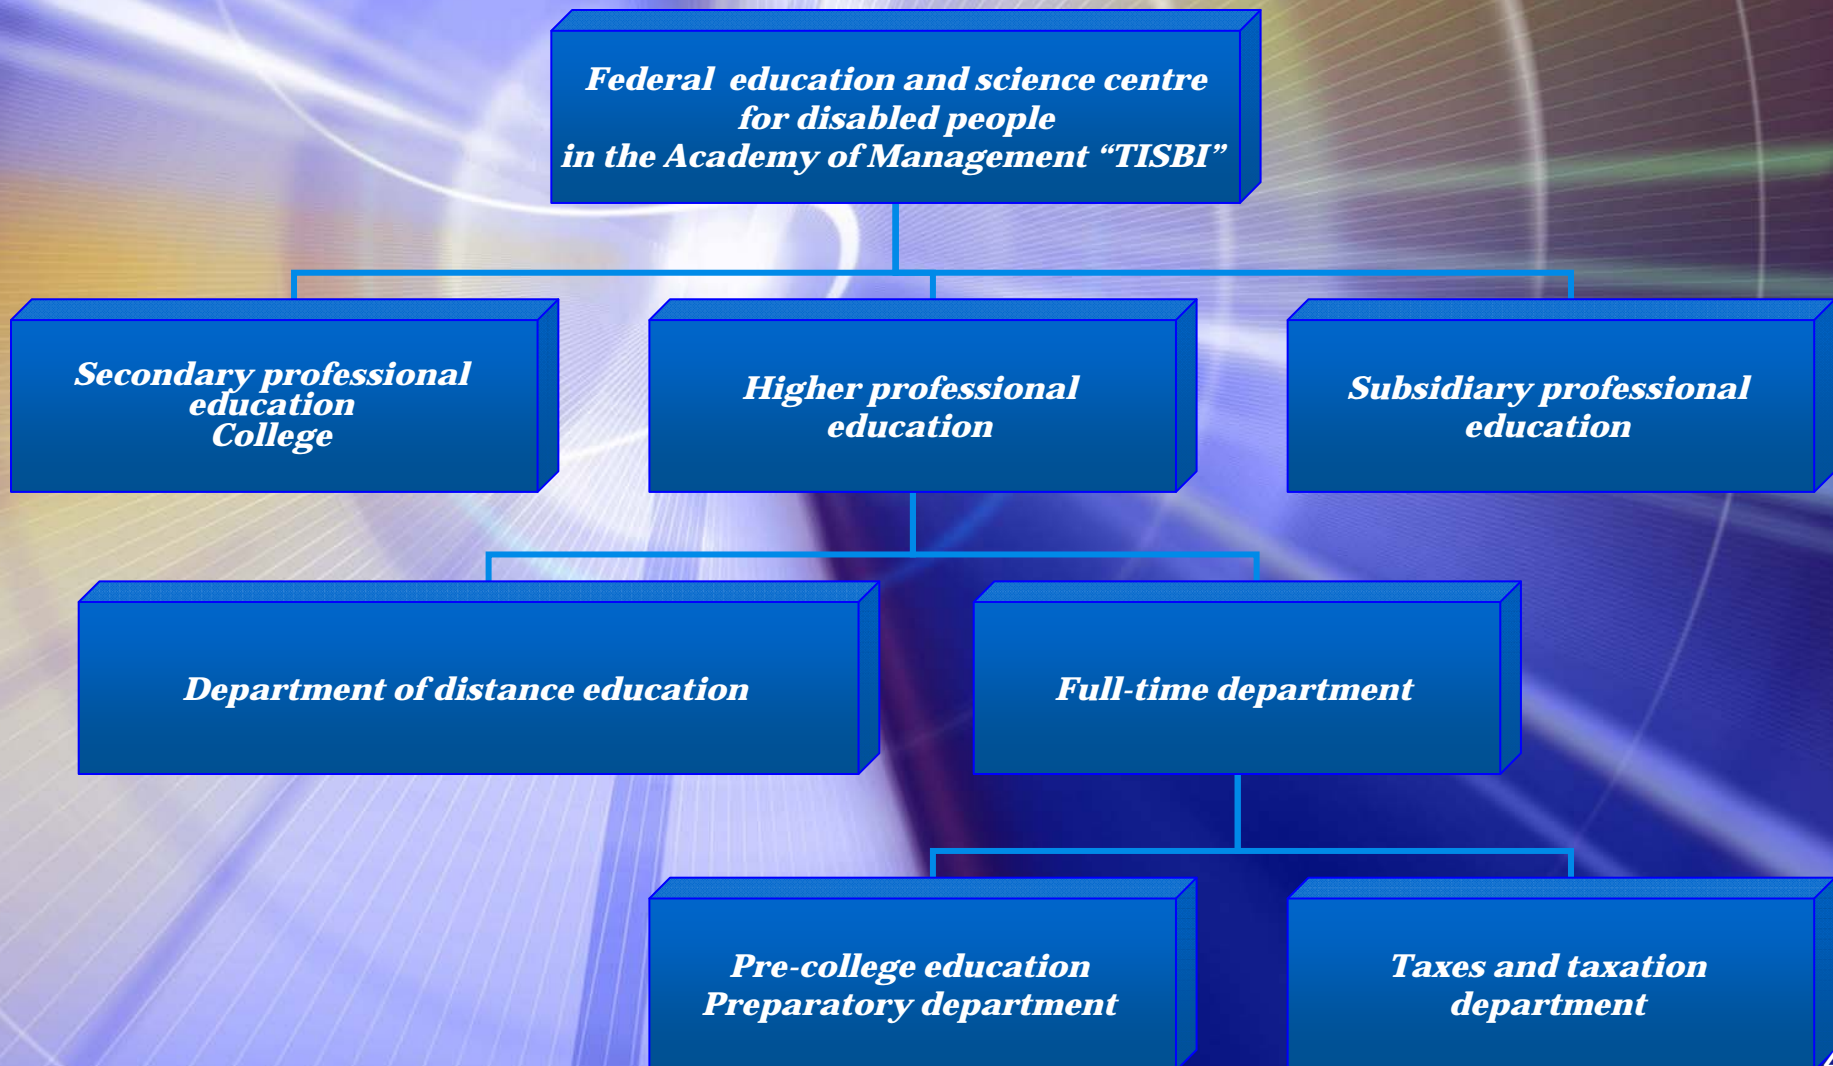 Federal education and science centre
for disabled people
in the Academy of Management “TISBI”
Secondary professional
education
College
Higher professional
education
Subsidiary professional
education
Department of distance education
Full-time department
Pre-college education
Preparatory department
Taxes and taxation
department